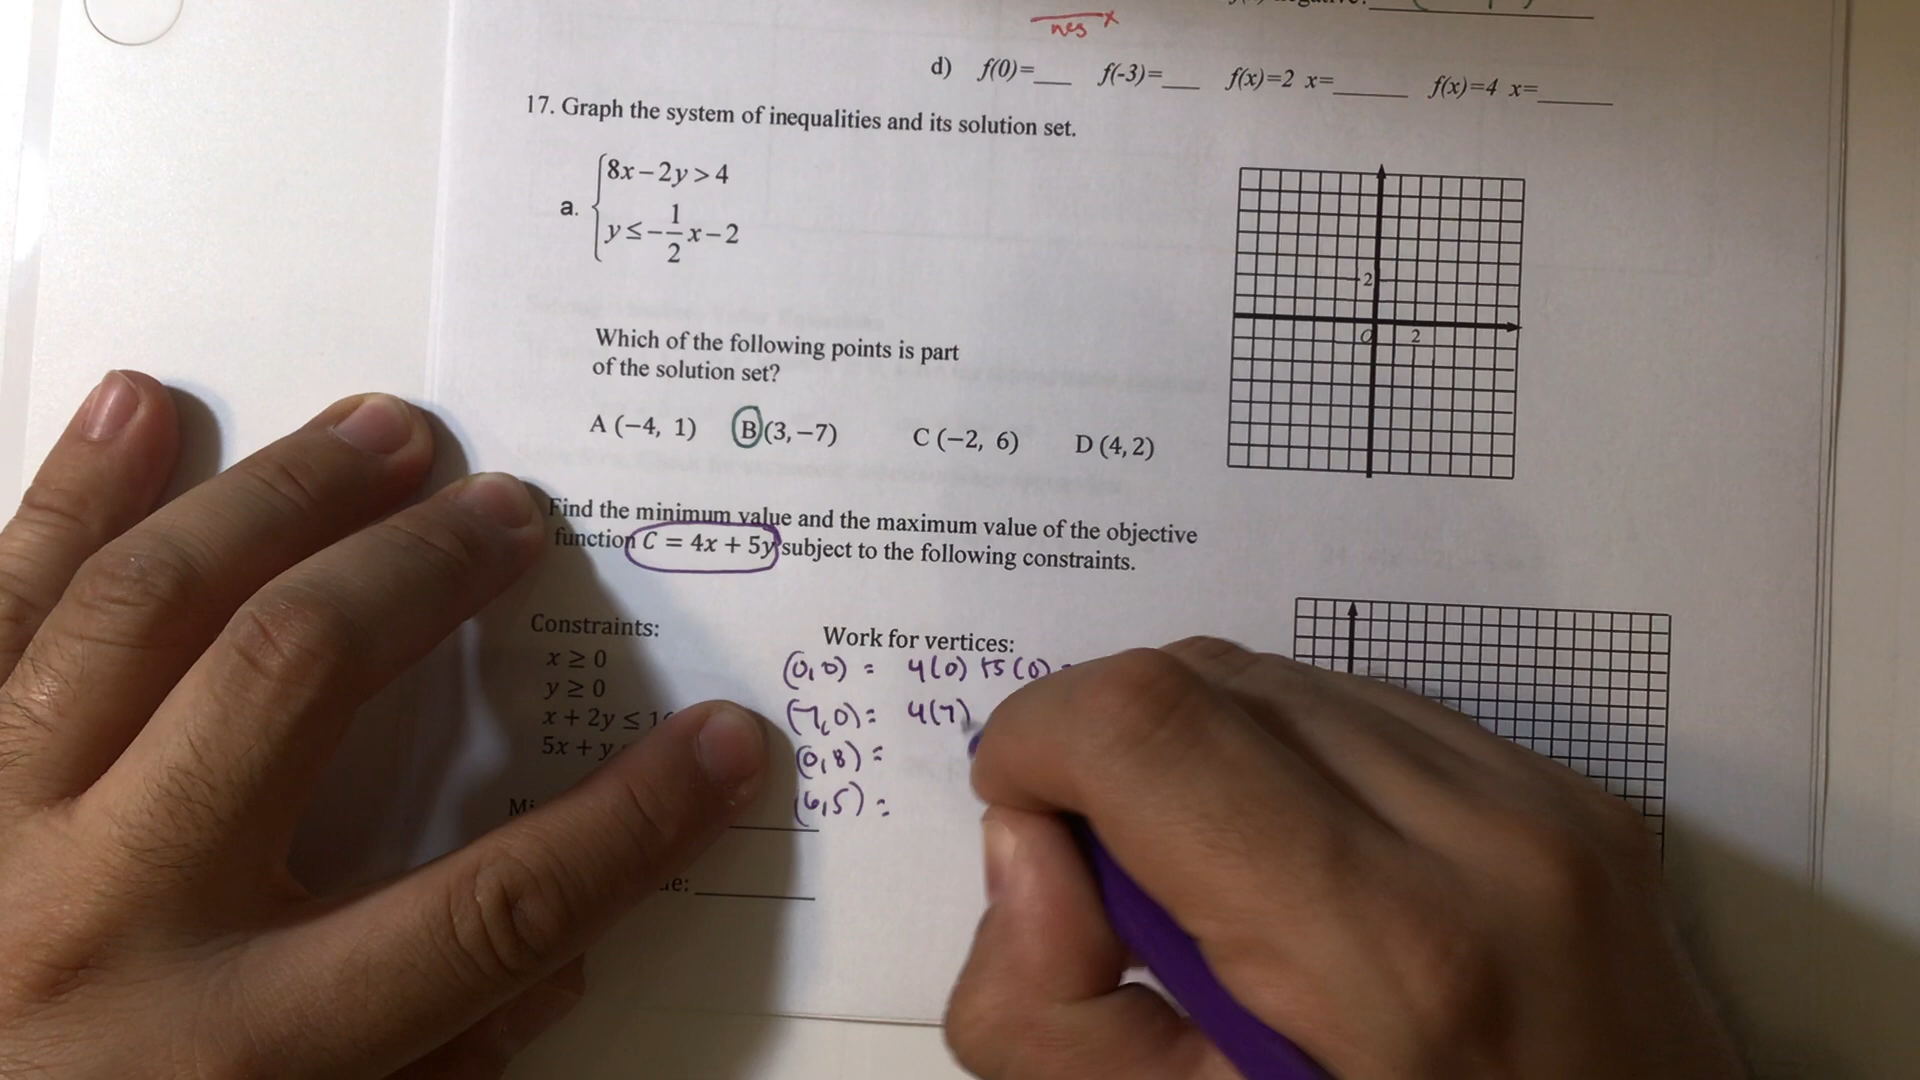 nes x
d) f(0)=___ f(-3)=___ f(x)=2 x=______ f(x)=4 x=______
17. Graph the system of inequalities and its solution set.
a. { 8x – 2y > 4
y ≤ –1/2 x – 2
2
O 2
Which of the following points is part
of the solution set?
A (−4, 1) B (3, −7) C (−2, 6) D (4, 2)
Find the minimum value and the maximum value of the objective
function C = 4x + 5y subject to the following constraints.
Constraints:
x ≥ 0
y ≥ 0
x + 2y ≤ 1
5x + y
Work for vertices:
(0,0) = 4(0)+5(0)
(7,0) = 4(7)
(0,8) =
(6,5) =